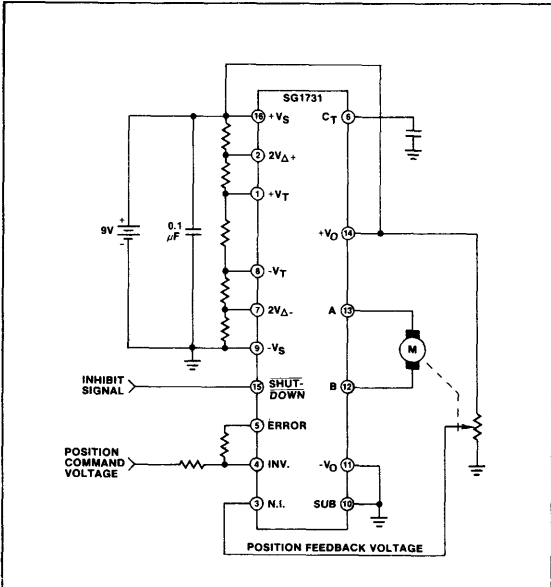 SG1731
16 +VS
CT 6
2 2VΔ+
1 +VT
9V
+
-
0.1
μF
+VO 14
8 -VT
7 2VΔ-
A 13
M
9 -VS
B 12
INHIBIT
SIGNAL
15 SHUT-
DOWN
5 ERROR
POSITION
COMMAND
VOLTAGE
4 INV.
-VO 11
3 N.I.
SUB 10
POSITION FEEDBACK VOLTAGE